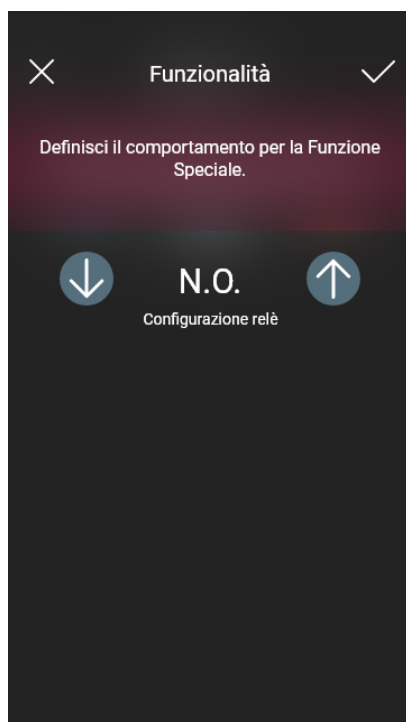 Funzionalità
Definisci il comportamento per la Funzione
Speciale.
N.O.
Configurazione relè